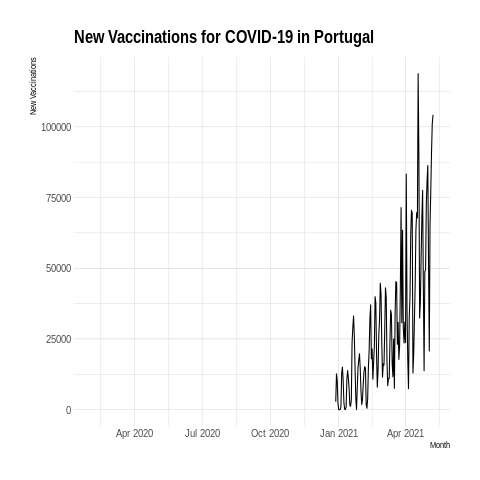 New Vaccinations for COVID-19 in Portugal
New Vaccinations
100000
75000
50000
25000
0
Apr 2020
Jul 2020
Oct 2020
Jan 2021
Apr 2021
Month